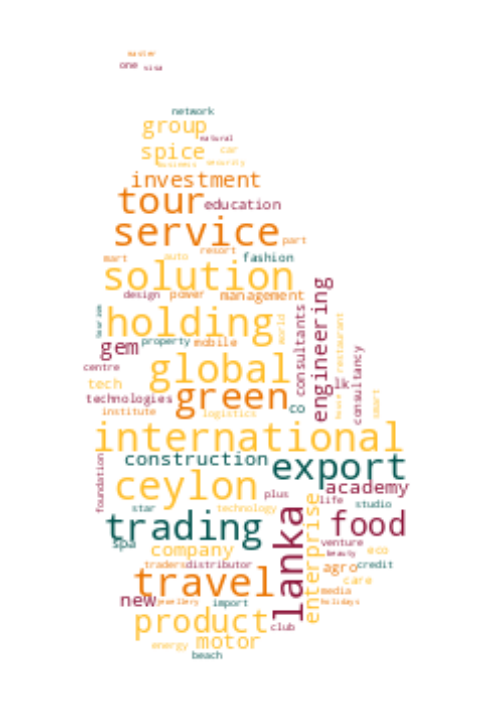 master
one visa
network
group
natural
spice car
business security
investment
tour education
service part
resort
mart auto fashion
solution
design power management
tourism holding world consultants engineering restaurant
gem property mobile
centre consultancy
global lk
tech green co smart
technologies house
institute logistics
international
construction export
foundation ceylon plus academy
life
star technology studio
trading lanka food
spa enterprise venture
company beauty eco
traders distributor agro credit
travel care
media
new jewellery import holidays
product club
energy motor
beach